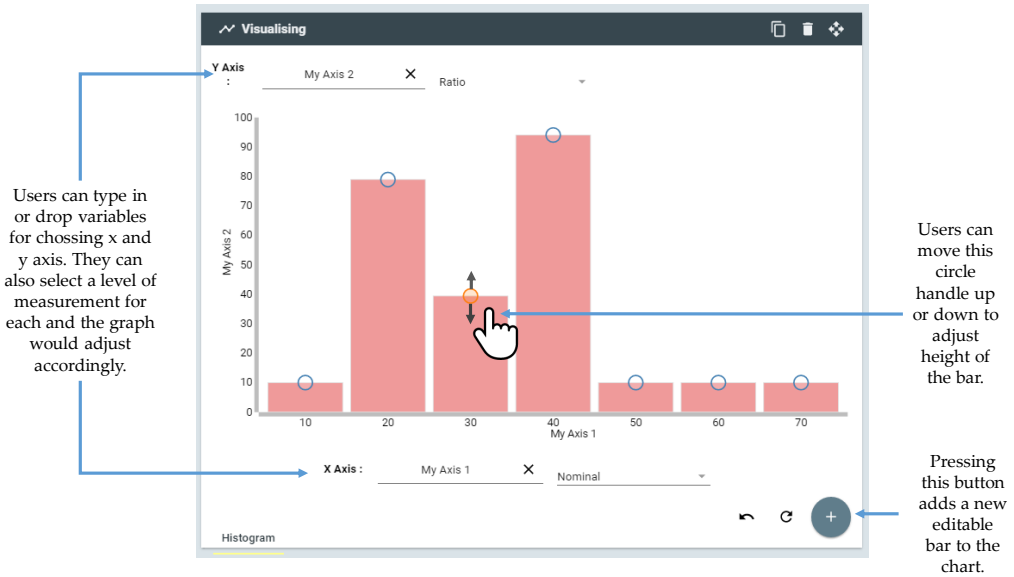 Visualising
Y Axis
:
My Axis 2
Ratio
100
90
80
70
60
50
40
30
20
10
0
My Axis 2
10 20 30 40 50 60 70
My Axis 1
X Axis :
My Axis 1
Nominal
Histogram
Users can type in
or drop variables
for chossing x and
y axis. They can
also select a level of
measurement for
each and the graph
would adjust
accordingly.
Users can
move this
circle
handle up
or down to
adjust
height of
the bar.
Pressing
this button
adds a new
editable
bar to the
chart.